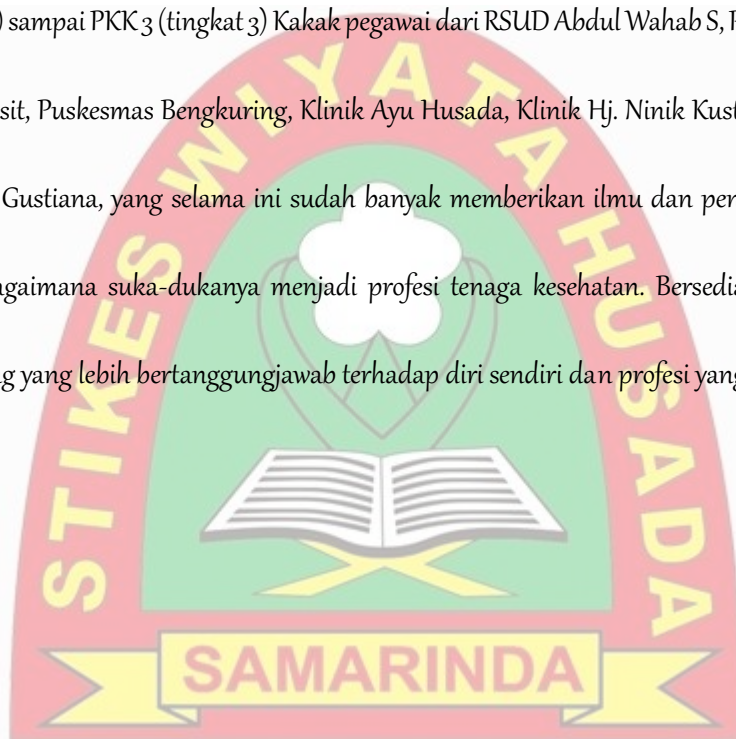 ) sampai PKK 3 (tingkat 3) Kakak pegawai dari RSUD Abdul Wahab S,
sit, Puskesmas Bengkuring, Klinik Ayu Husada, Klinik Hj. Ninik Kust
Gustiana, yang selama ini sudah banyak memberikan ilmu dan per
agaimana suka-dukanya menjadi profesi tenaga kesehatan. Bersedia
g yang lebih bertanggungjawab terhadap diri sendiri dan profesi yang
STIKES WIYATA HUSADA
SAMARINDA